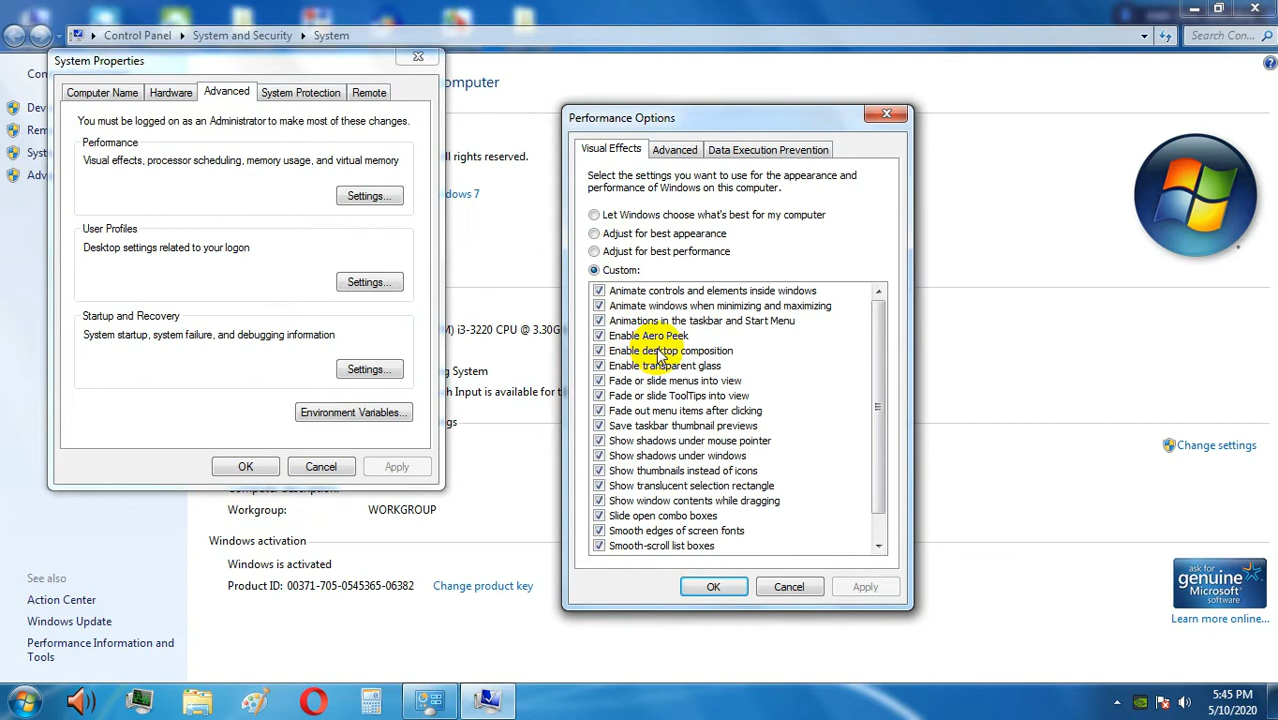 Control Panel
System and Security
System
Search Con...
System Properties
Computer Name
Hardware
Advanced
System Protection
Remote
You must be logged on as an Administrator to make most of these changes.
Performance
Visual effects, processor scheduling, memory usage, and virtual memory
Settings...
User Profiles
Desktop settings related to your logon
Settings...
Startup and Recovery
System startup, system failure, and debugging information
Settings...
Environment Variables...
OK
Cancel
Apply
Con
Dev
Rem
Syst
Adv
omputer
ll rights reserved.
ndows 7
M) i3-3220 CPU @ 3.30G
g System
h Input is available for t
gs
Performance Options
Visual Effects
Advanced
Data Execution Prevention
Select the settings you want to use for the appearance and
performance of Windows on this computer.
Let Windows choose what's best for my computer
Adjust for best appearance
Adjust for best performance
Custom:
Animate controls and elements inside windows
Animate windows when minimizing and maximizing
Animations in the taskbar and Start Menu
Enable Aero Peek
Enable desktop composition
Enable transparent glass
Fade or slide menus into view
Fade or slide ToolTips into view
Fade out menu items after clicking
Save taskbar thumbnail previews
Show shadows under mouse pointer
Show shadows under windows
Show thumbnails instead of icons
Show translucent selection rectangle
Show window contents while dragging
Slide open combo boxes
Smooth edges of screen fonts
Smooth-scroll list boxes
OK
Cancel
Apply
Change settings
Workgroup:
WORKGROUP
Windows activation
Windows is activated
Product ID: 00371-705-0545365-06382
Change product key
See also
Action Center
Windows Update
Performance Information and
Tools
ask for
genuine
Microsoft
software
Learn more online...
5:45 PM
5/10/2020